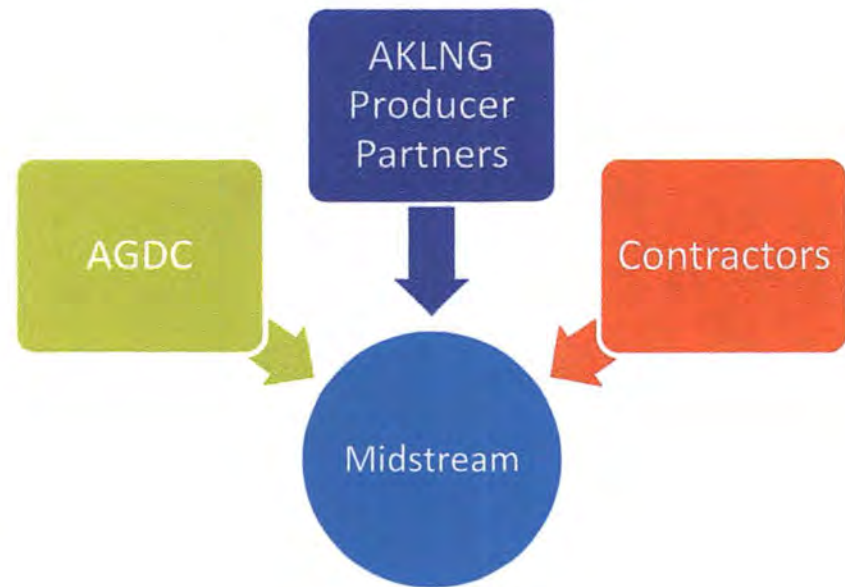 AKLNG
Producer
Partners
AGDC
Contractors
Midstream